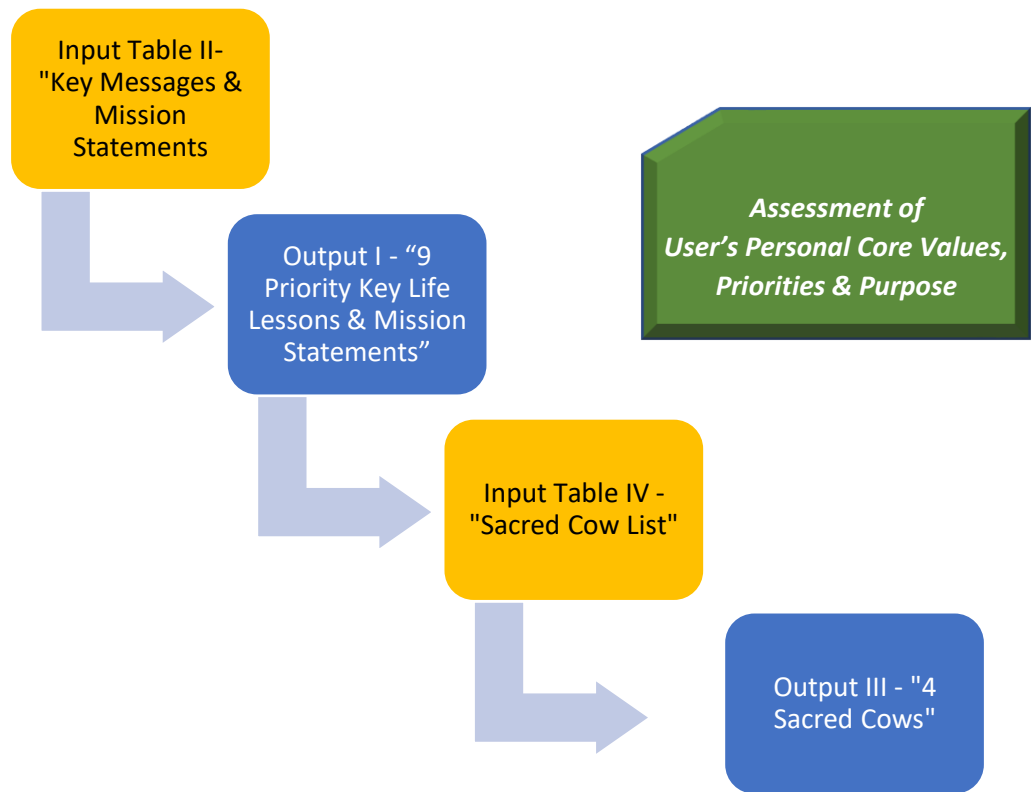 Input Table II-
"Key Messages &
Mission
Statements
Assessment of
User’s Personal Core Values,
Priorities & Purpose
Output I - “9
Priority Key Life
Lessons & Mission
Statements”
Input Table IV -
"Sacred Cow List"
Output III - "4
Sacred Cows"